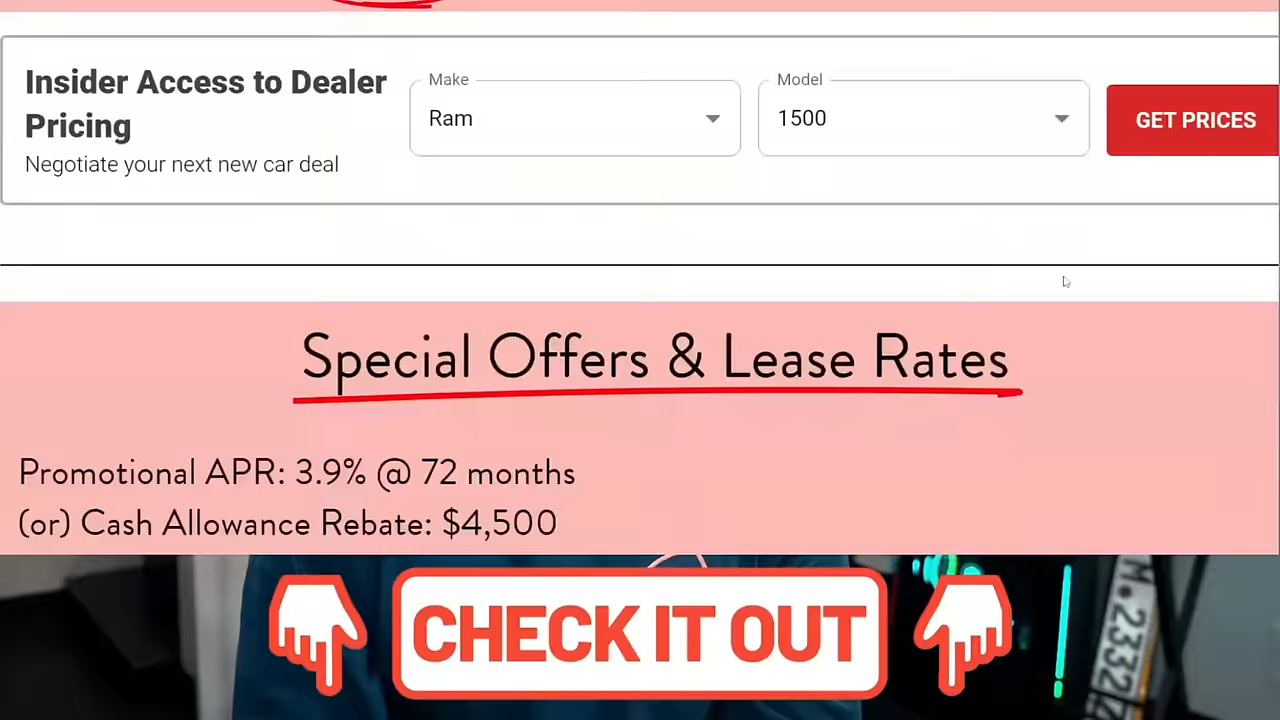 Insider Access to Dealer
Pricing
Negotiate your next new car deal
Make
Ram
Model
1500
GET PRICES
Special Offers & Lease Rates
Promotional APR: 3.9% @ 72 months
(or) Cash Allowance Rebate: $4,500
CHECK IT OUT
M.2332